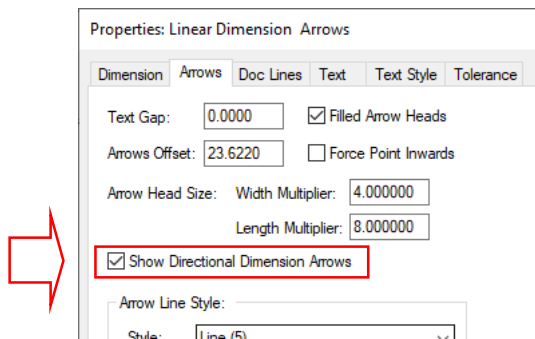 Properties: Linear Dimension Arrows
Dimension Arrows Doc Lines Text Text Style Tolerance
Text Gap: 0.0000 Filled Arrow Heads
Arrows Offset: 23.6220 Force Point Inwards
Arrow Head Size: Width Multiplier: 4.000000
Length Multiplier: 8.000000
Show Directional Dimension Arrows
Arrow Line Style:
Style: Line (5)